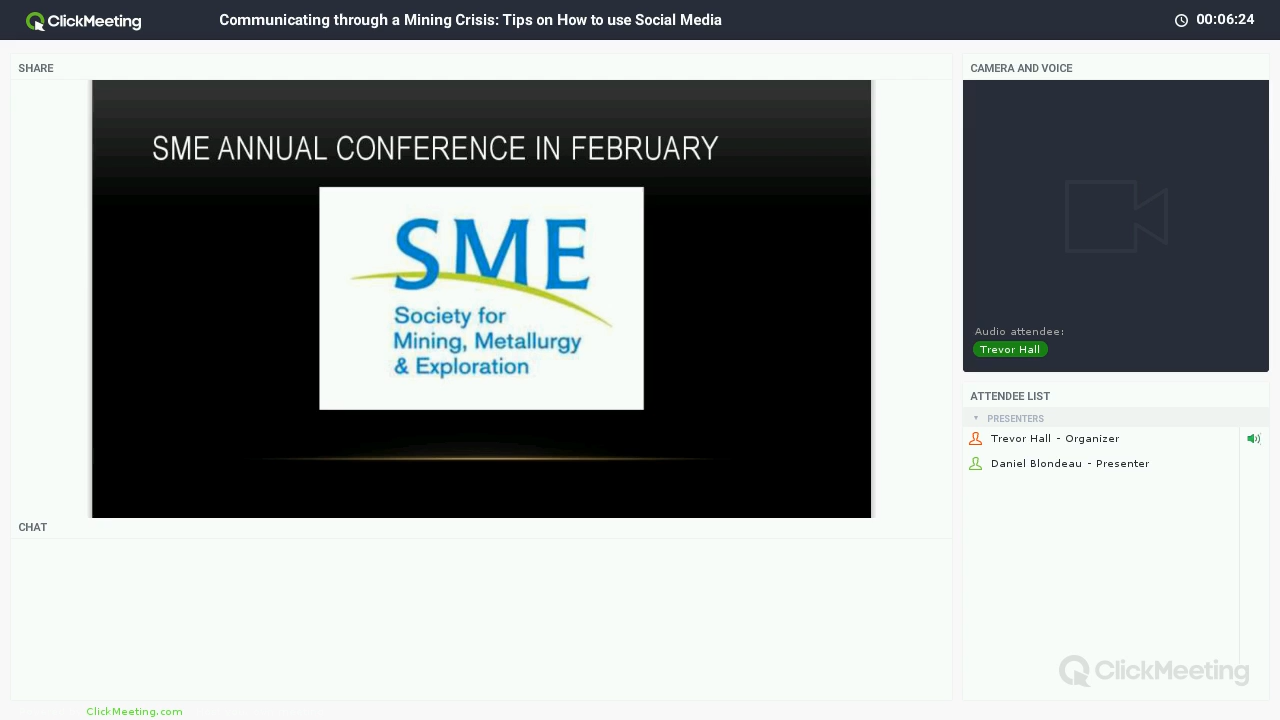 ClickMeeting
Communicating through a Mining Crisis: Tips on How to use Social Media
00:06:24
SHARE
SME ANNUAL CONFERENCE IN FEBRUARY
SME
Society for
Mining, Metallurgy
& Exploration
CHAT
CAMERA AND VOICE
Audio attendee:
Trevor Hall
ATTENDEE LIST
PRESENTERS
Trevor Hall - Organizer
Daniel Blondeau - Presenter
ClickMeeting
ClickMeeting.com